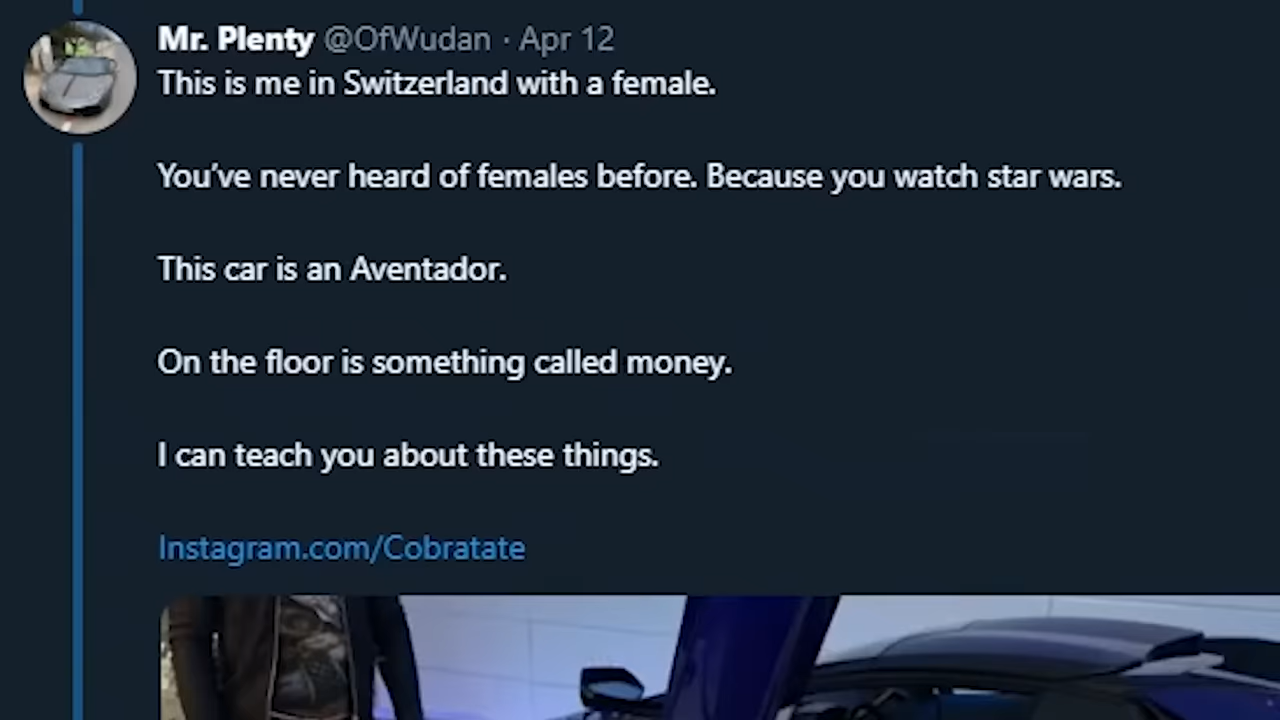 Mr. Plenty @OfWudan · Apr 12
This is me in Switzerland with a female.
You’ve never heard of females before. Because you watch star wars.
This car is an Aventador.
On the floor is something called money.
I can teach you about these things.
Instagram.com/Cobratate